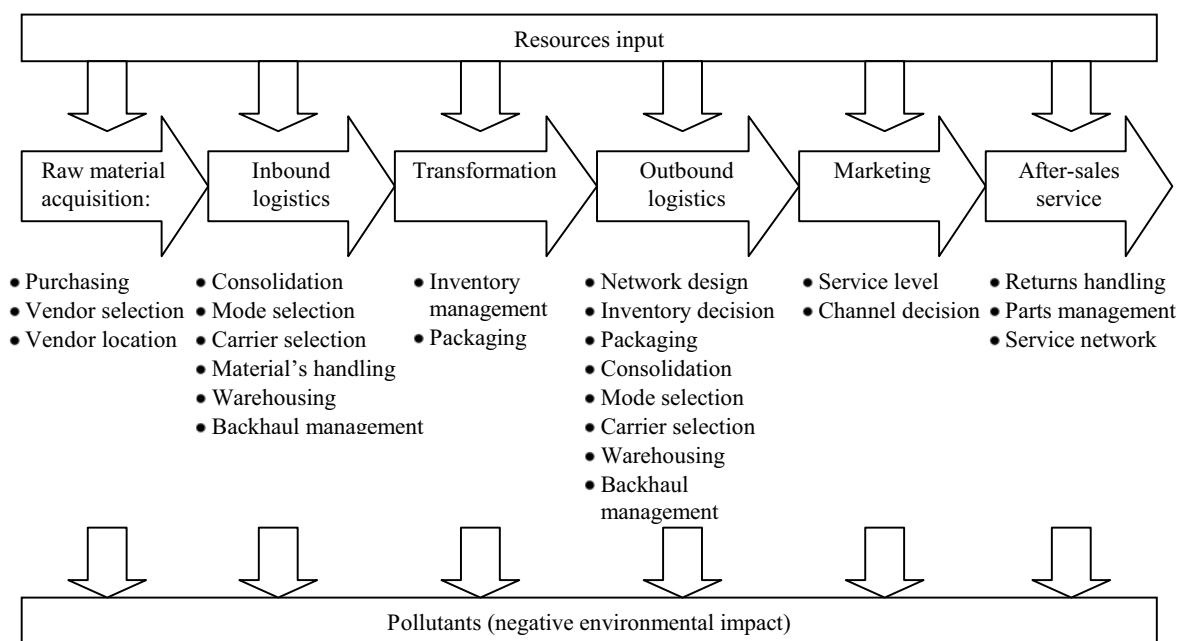 Resources input
Raw material
acquisition:
Inbound
logistics
Transformation
Outbound
logistics
Marketing
After-sales
service
● Purchasing
● Vendor selection
● Vendor location
● Consolidation
● Mode selection
● Carrier selection
● Material’s handling
● Warehousing
● Backhaul management
● Inventory
management
● Packaging
● Network design
● Inventory decision
● Packaging
● Consolidation
● Mode selection
● Carrier selection
● Warehousing
● Backhaul
management
● Service level
● Channel decision
● Returns handling
● Parts management
● Service network
Pollutants (negative environmental impact)